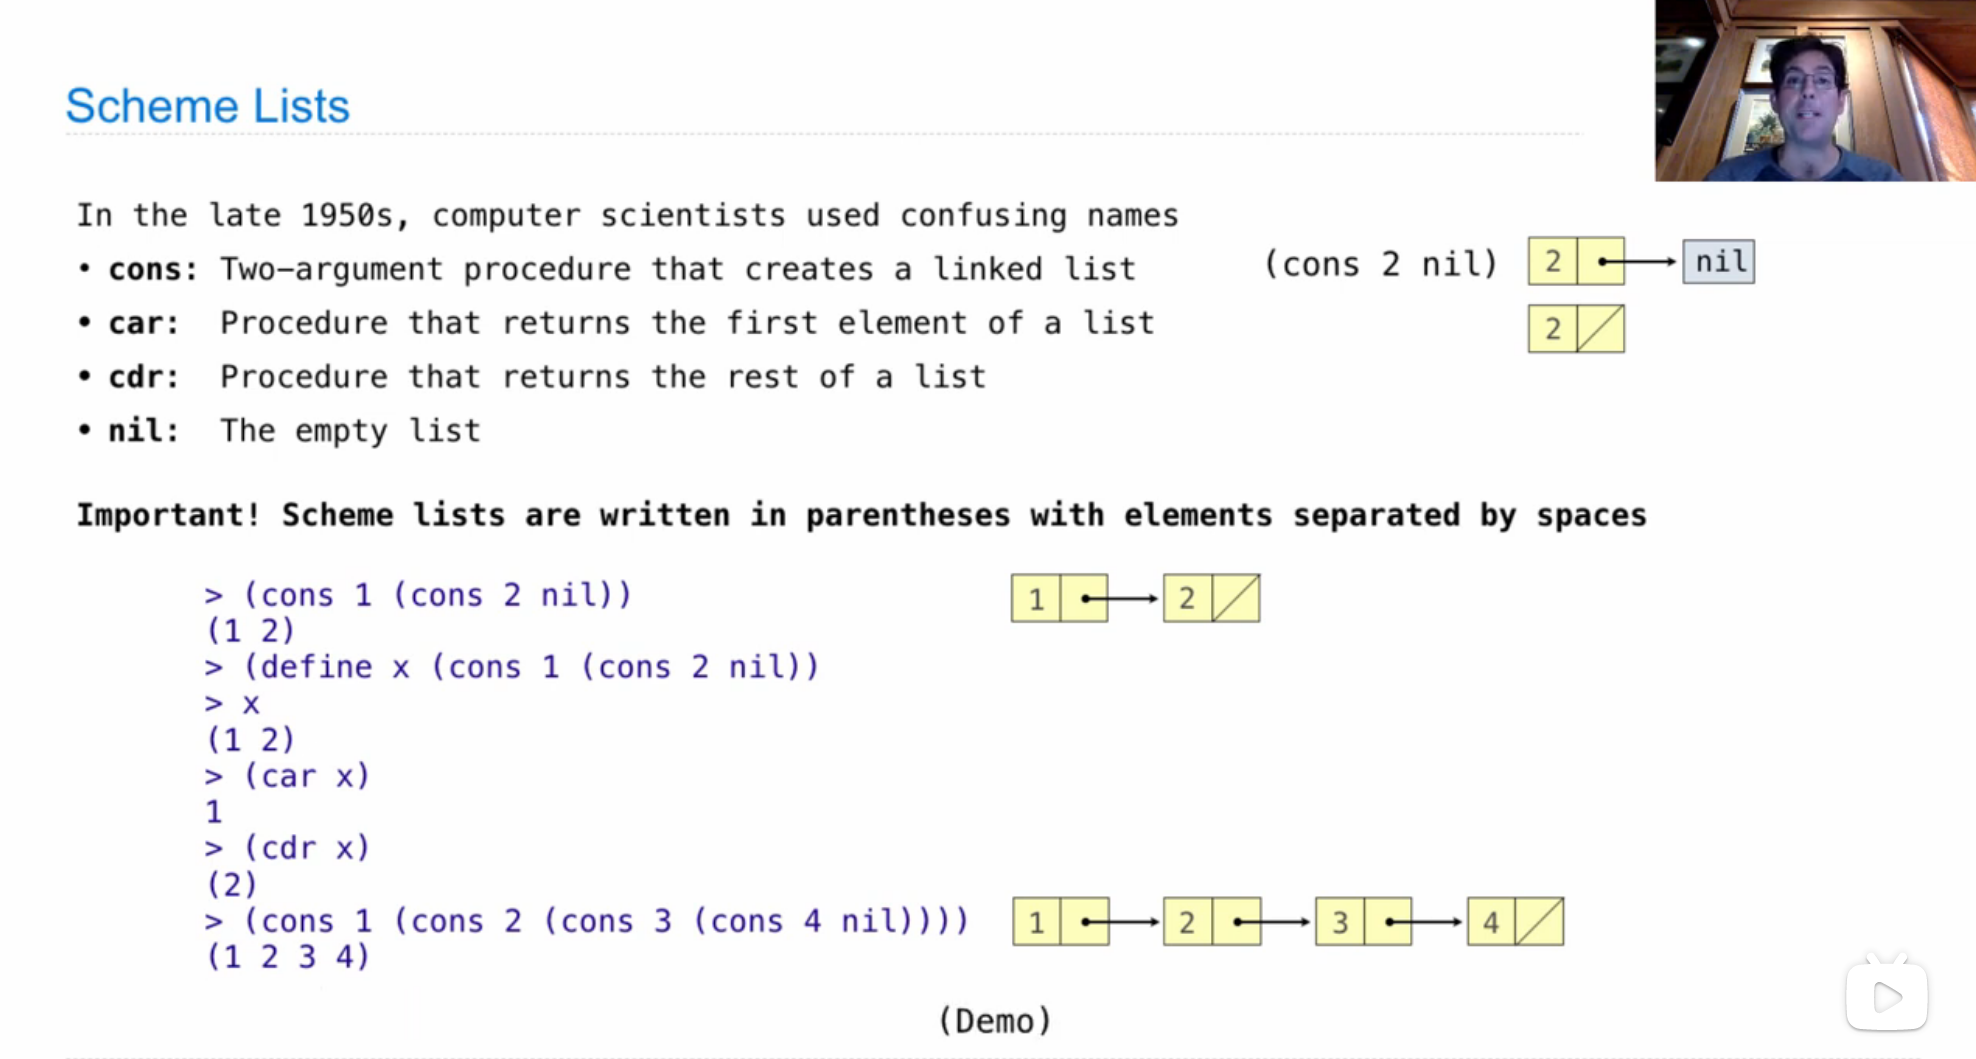 Scheme Lists
In the late 1950s, computer scientists used confusing names
• cons: Two-argument procedure that creates a linked list
• car: Procedure that returns the first element of a list
• cdr: Procedure that returns the rest of a list
• nil: The empty list
(cons 2 nil) 2 nil
2
Important! Scheme lists are written in parentheses with elements separated by spaces
> (cons 1 (cons 2 nil))
1 2
(1 2)
> (define x (cons 1 (cons 2 nil))
> x
(1 2)
> (car x)
1
> (cdr x)
(2)
> (cons 1 (cons 2 (cons 3 (cons 4 nil))))
1 2 3 4
(1 2 3 4)
(Demo)